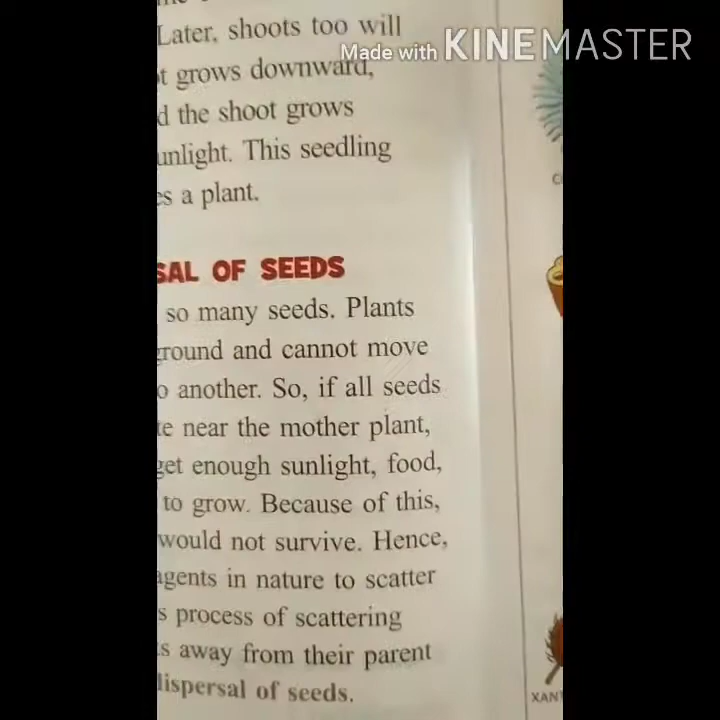 Later, shoots too will
Made with KINEMASTER
t grows downward,
d the shoot grows
unlight. This seedling
es a plant.
SAL OF SEEDS
so many seeds. Plants
ground and cannot move
o another. So, if all seeds
te near the mother plant,
get enough sunlight, food,
to grow. Because of this,
would not survive. Hence,
agents in nature to scatter
s process of scattering
s away from their parent
dispersal of seeds.
XAN